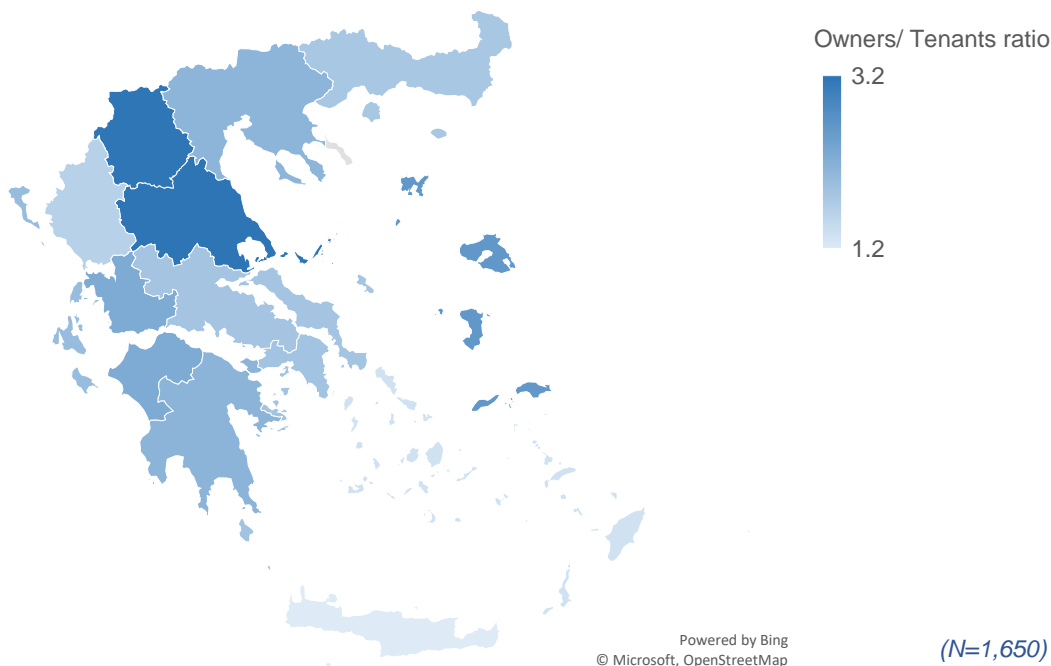 Owners/ Tenants ratio
3.2
1.2
Powered by Bing
© Microsoft, OpenStreetMap
(N=1,650)